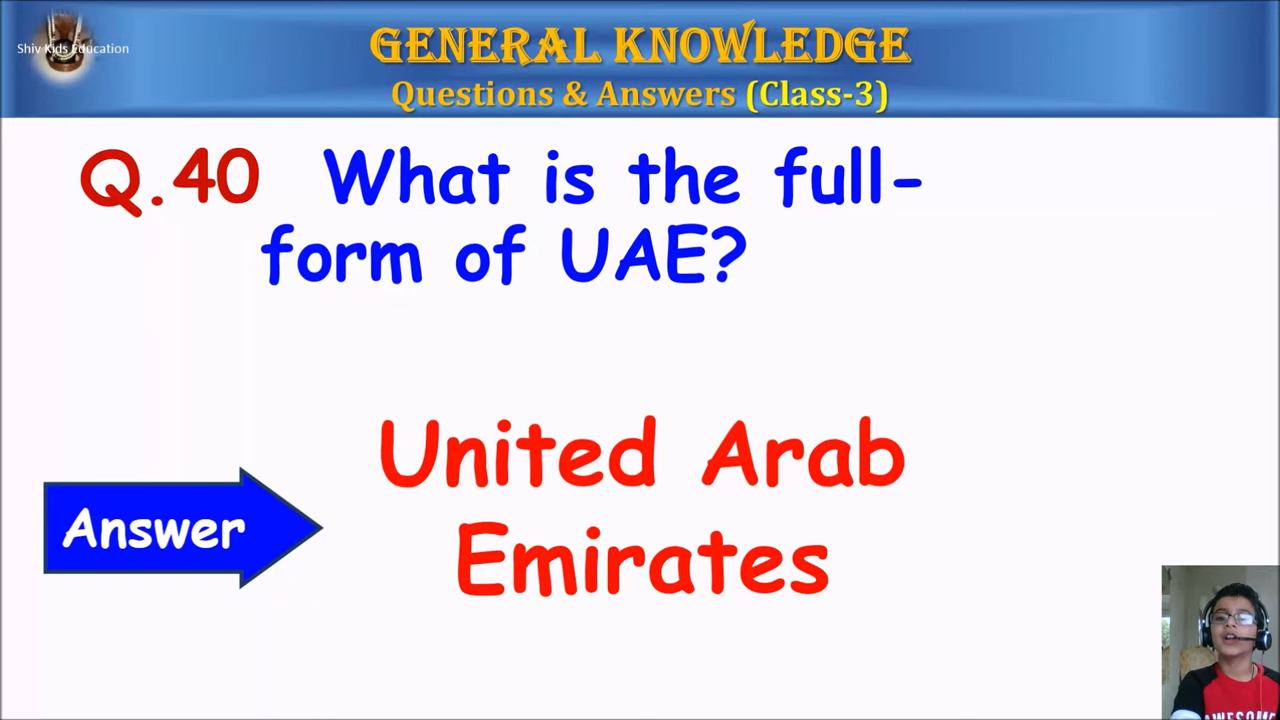 Shiv Kids Education
GENERAL KNOWLEDGE
Questions & Answers (Class-3)
Q.40 What is the full-
form of UAE?
United Arab
Answer
Emirates
AWESOME